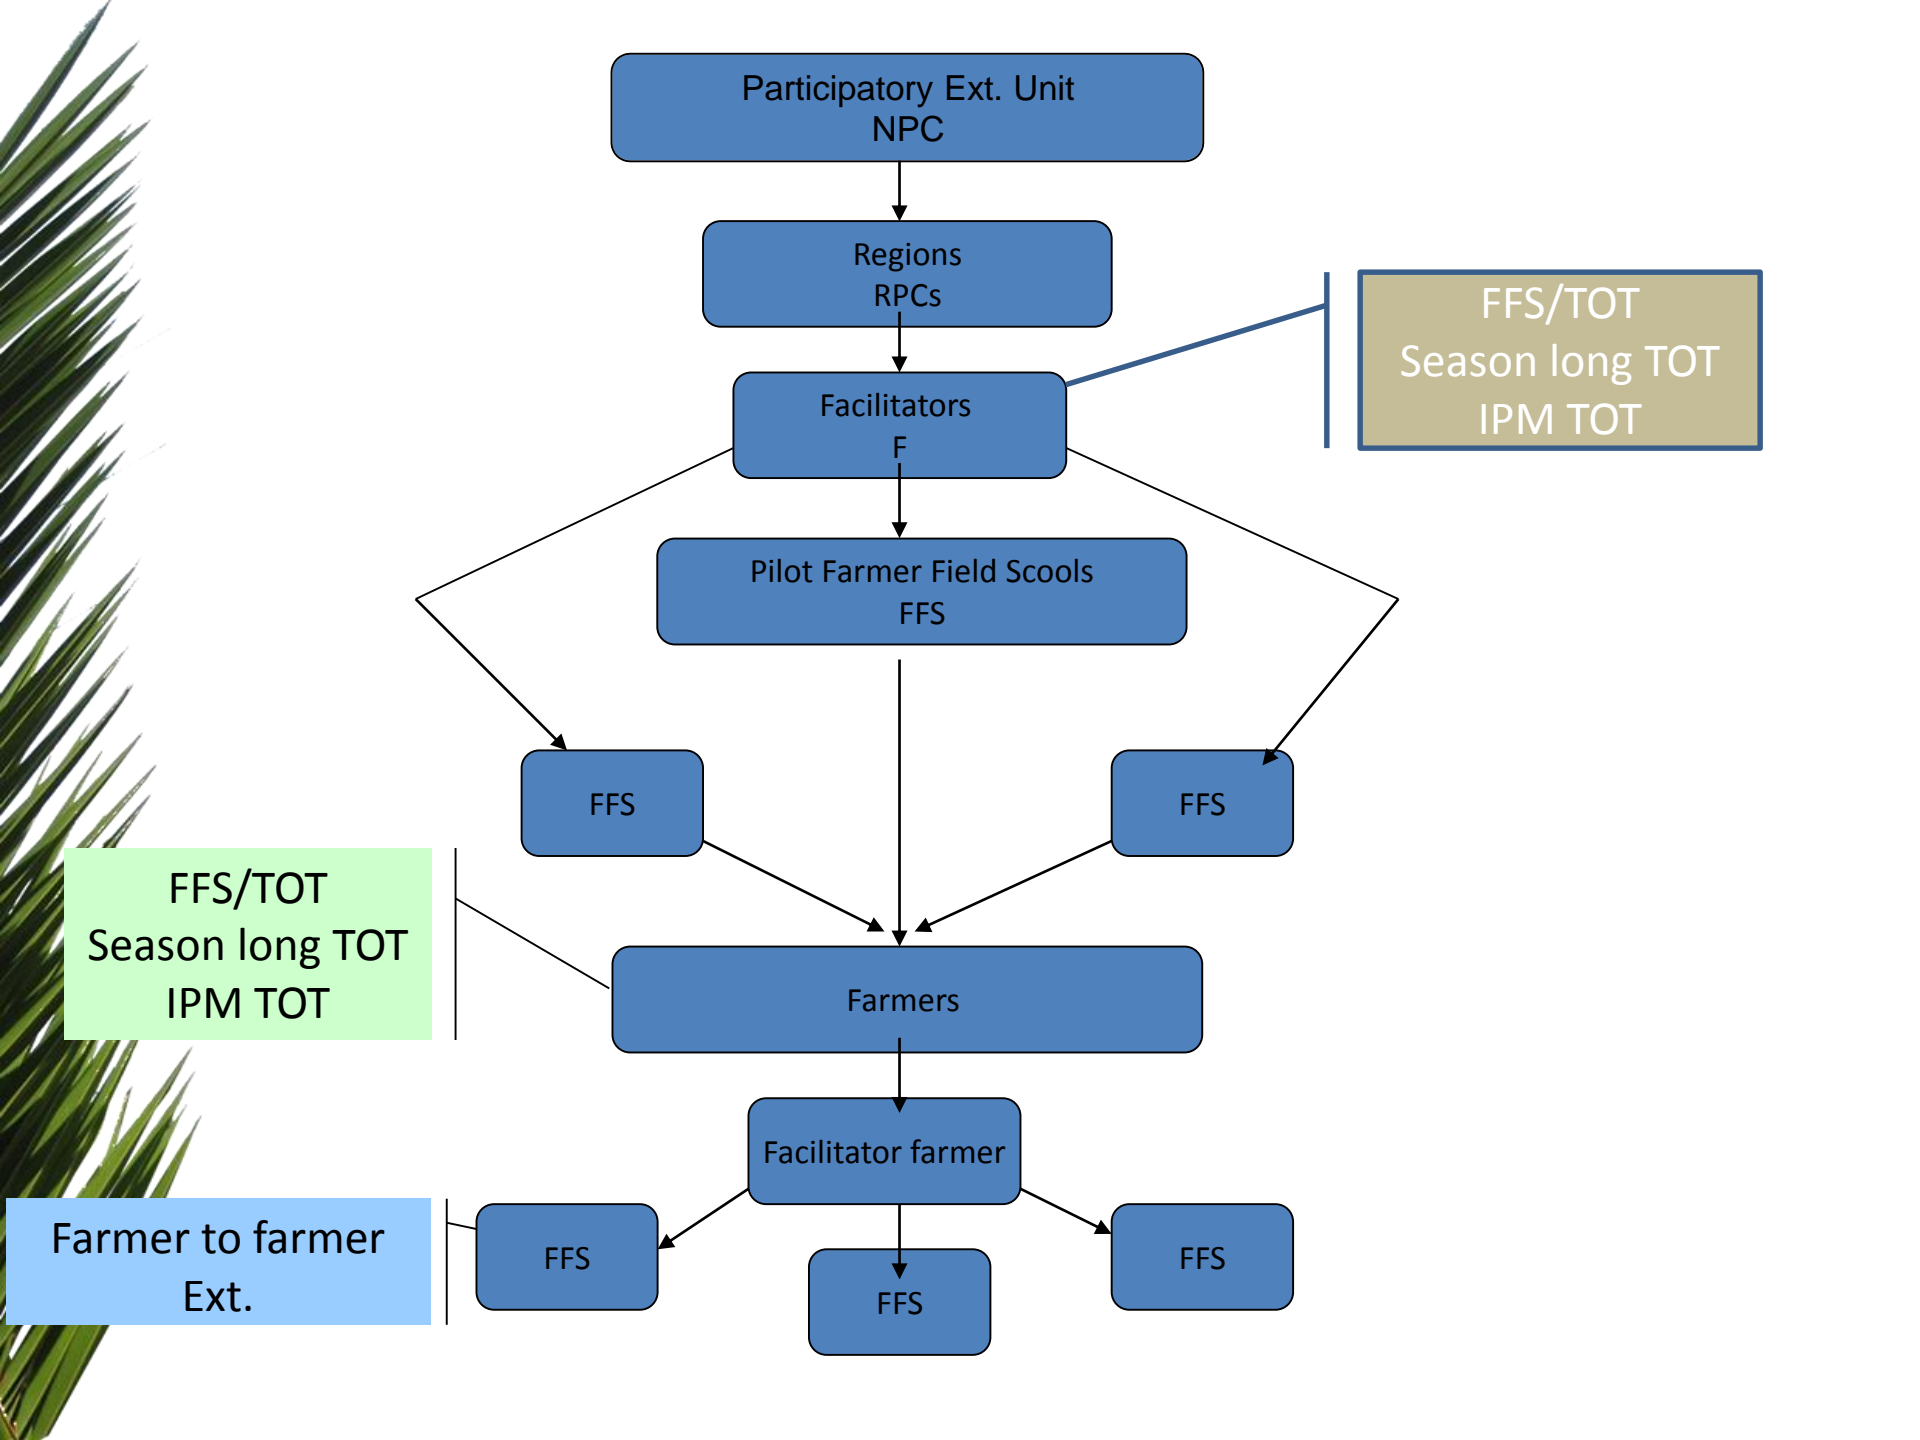 Participatory Ext. Unit
NPC
Regions
RPCs
FFS/TOT
Season long TOT
IPM TOT
Facilitators
F
Pilot Farmer Field Scools
FFS
FFS
FFS
FFS/TOT
Season long TOT
IPM TOT
Farmers
Facilitator farmer
Farmer to farmer
Ext.
FFS
FFS
FFS